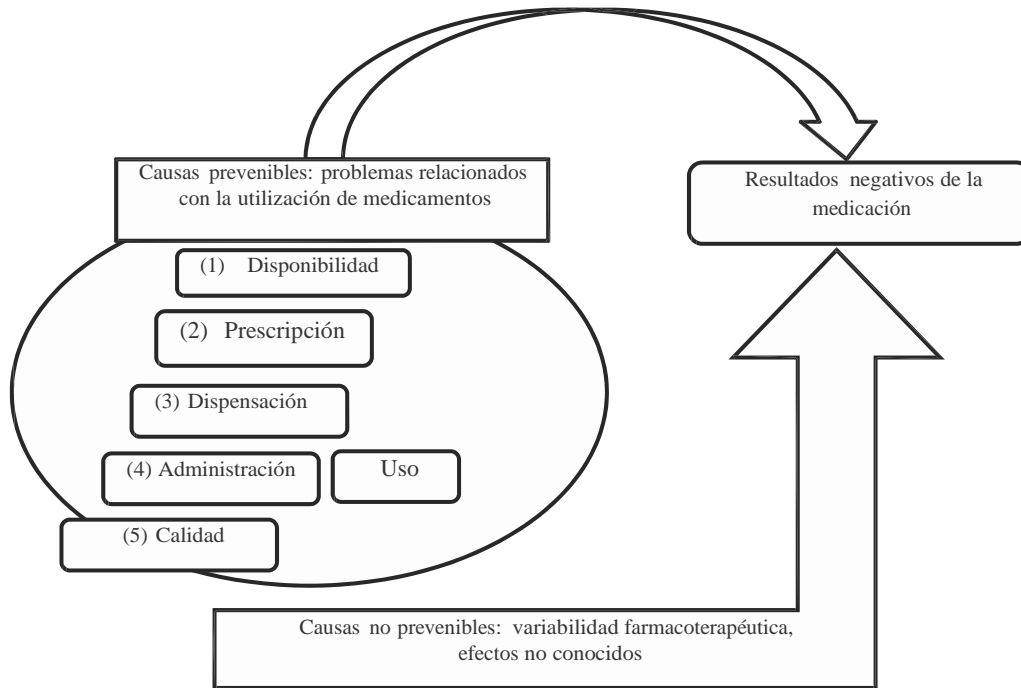 Causas prevenibles: problemas relacionados
con la utilización de medicamentos
Resultados negativos de la
medicación
(1) Disponibilidad
(2) Prescripción
(3) Dispensación
(4) Administración
Uso
(5) Calidad
Causas no prevenibles: variabilidad farmacoterapéutica,
efectos no conocidos